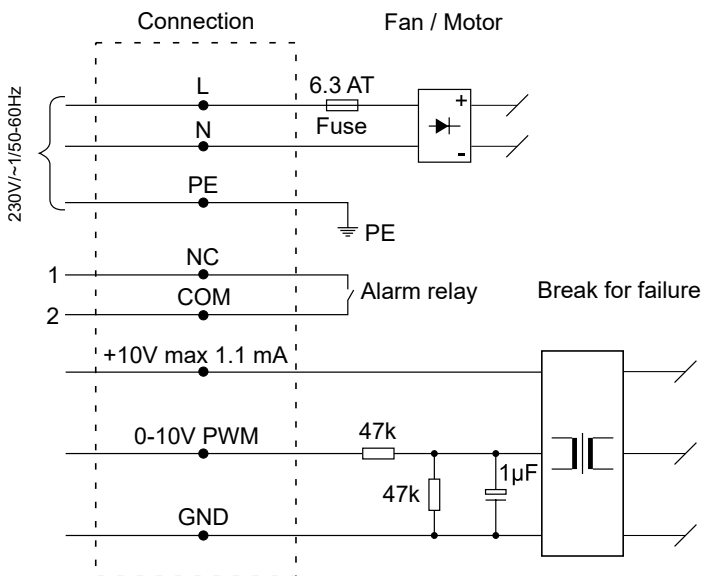 Connection
Fan / Motor
230V/~1/50-60Hz
L
6.3 AT
Fuse
+
-
N
PE
PE
1
NC
2
COM
Alarm relay
Break for failure
+10V max 1.1 mA
0-10V PWM
47k
47k
1µF
GND